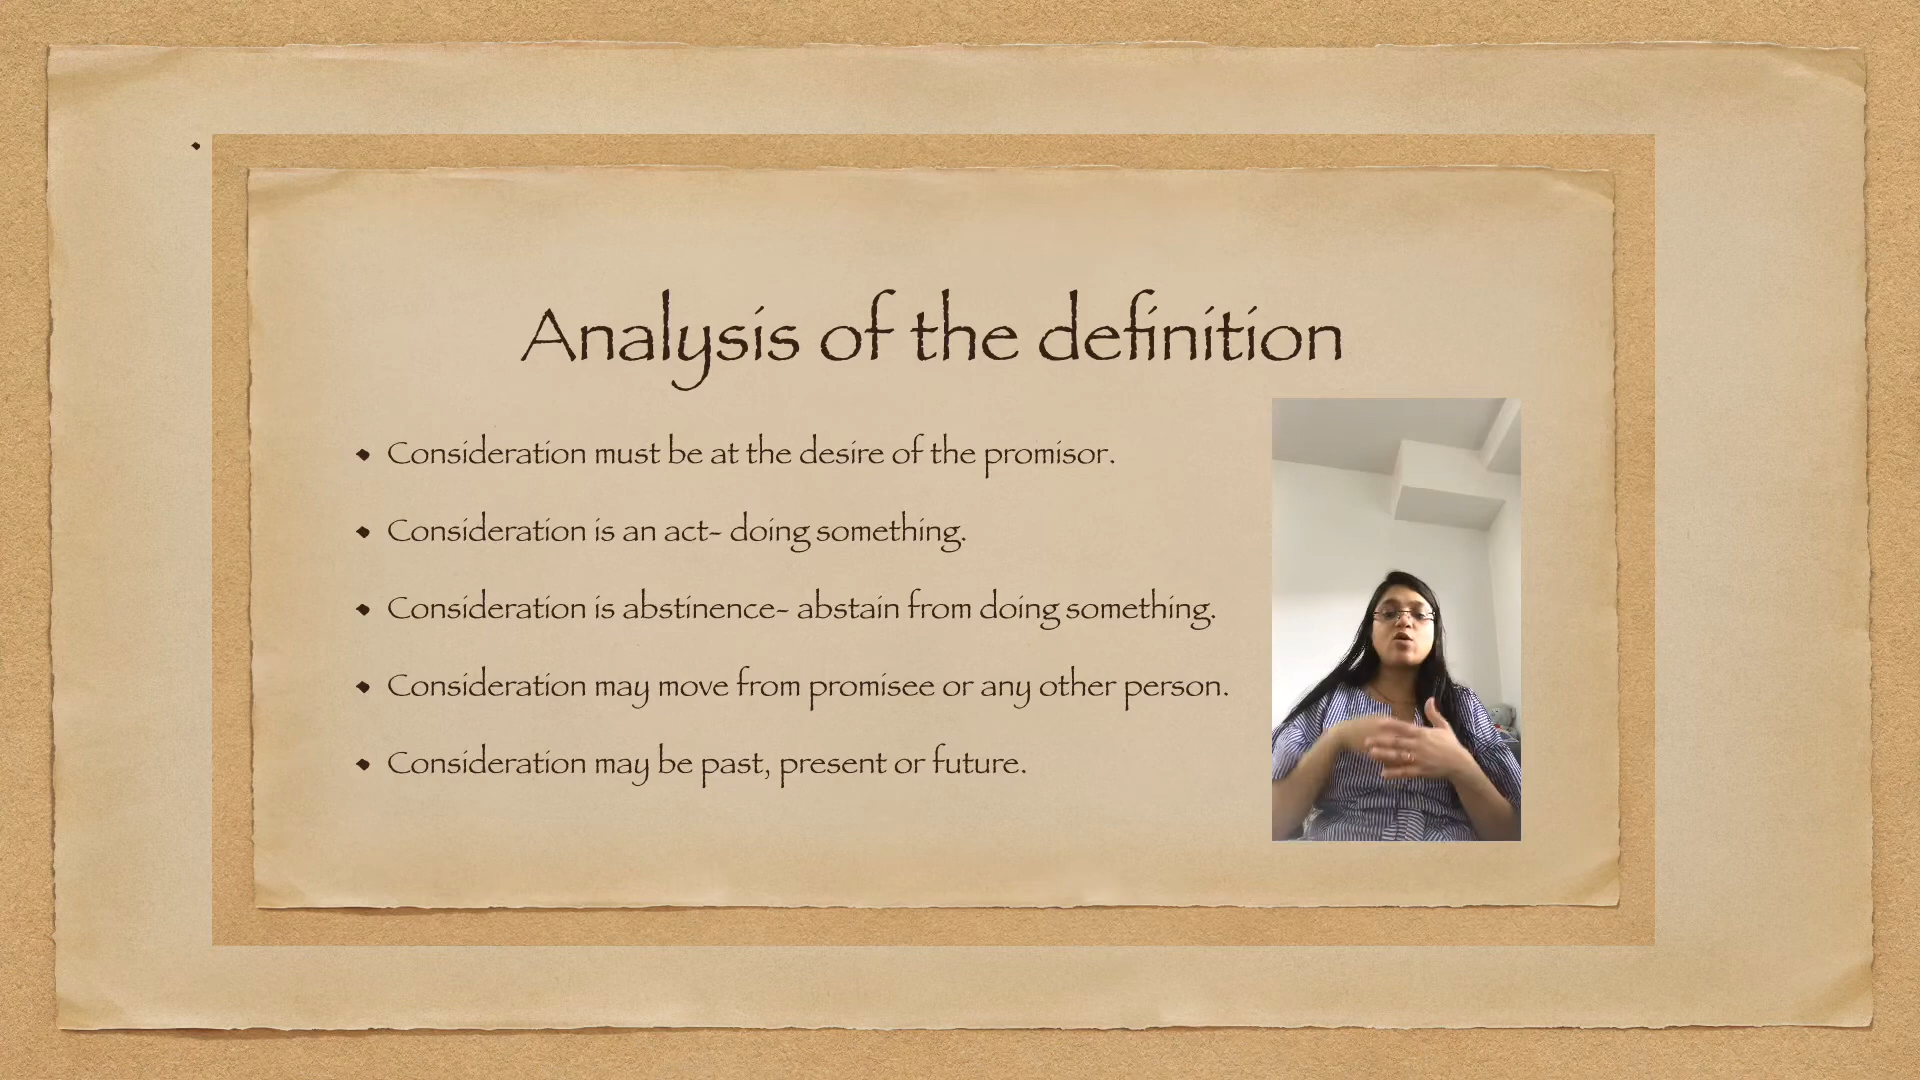 Analysis of the definition
• Consideration must be at the desire of the promisor.
• Consideration is an act- doing something.
• Consideration is abstinence- abstain from doing something.
• Consideration may move from promisee or any other person.
• Consideration may be past, present or future.